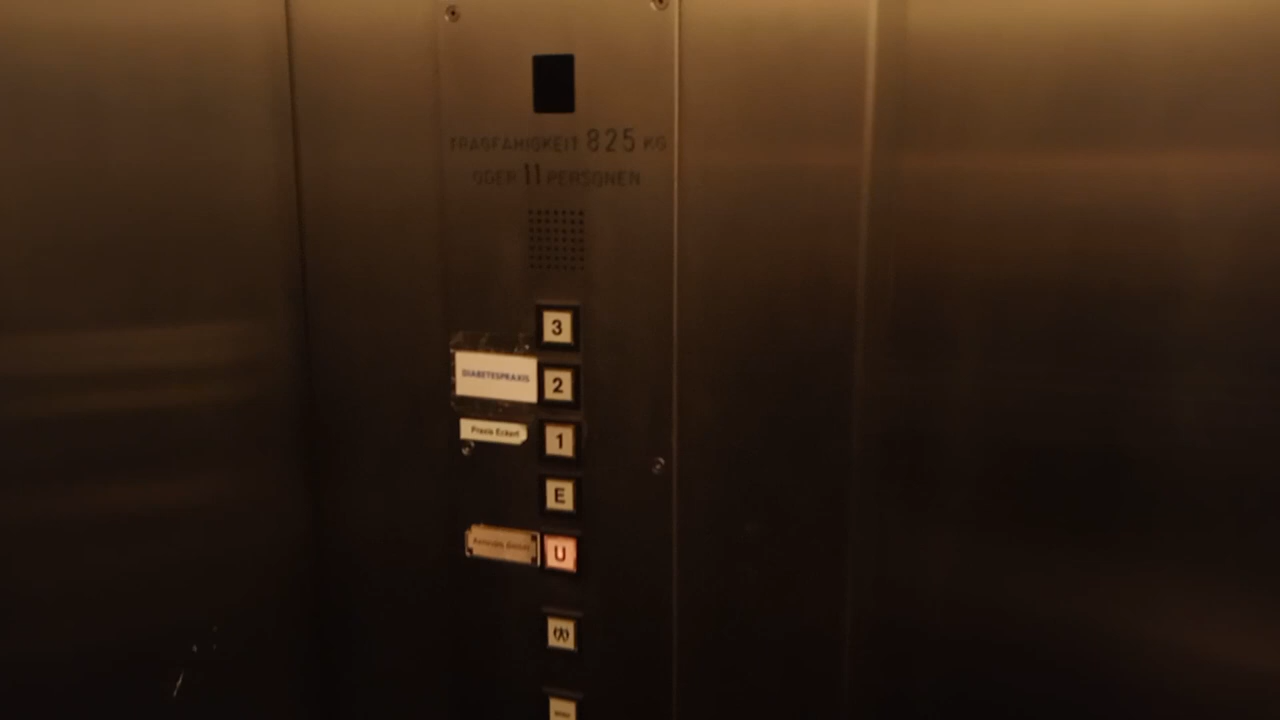 TRAGFÄHIGKEIT 825 KG
ODER 11 PERSONEN
3
DIABETESPRAXIS
2
Praxis Eckert
1
E
U